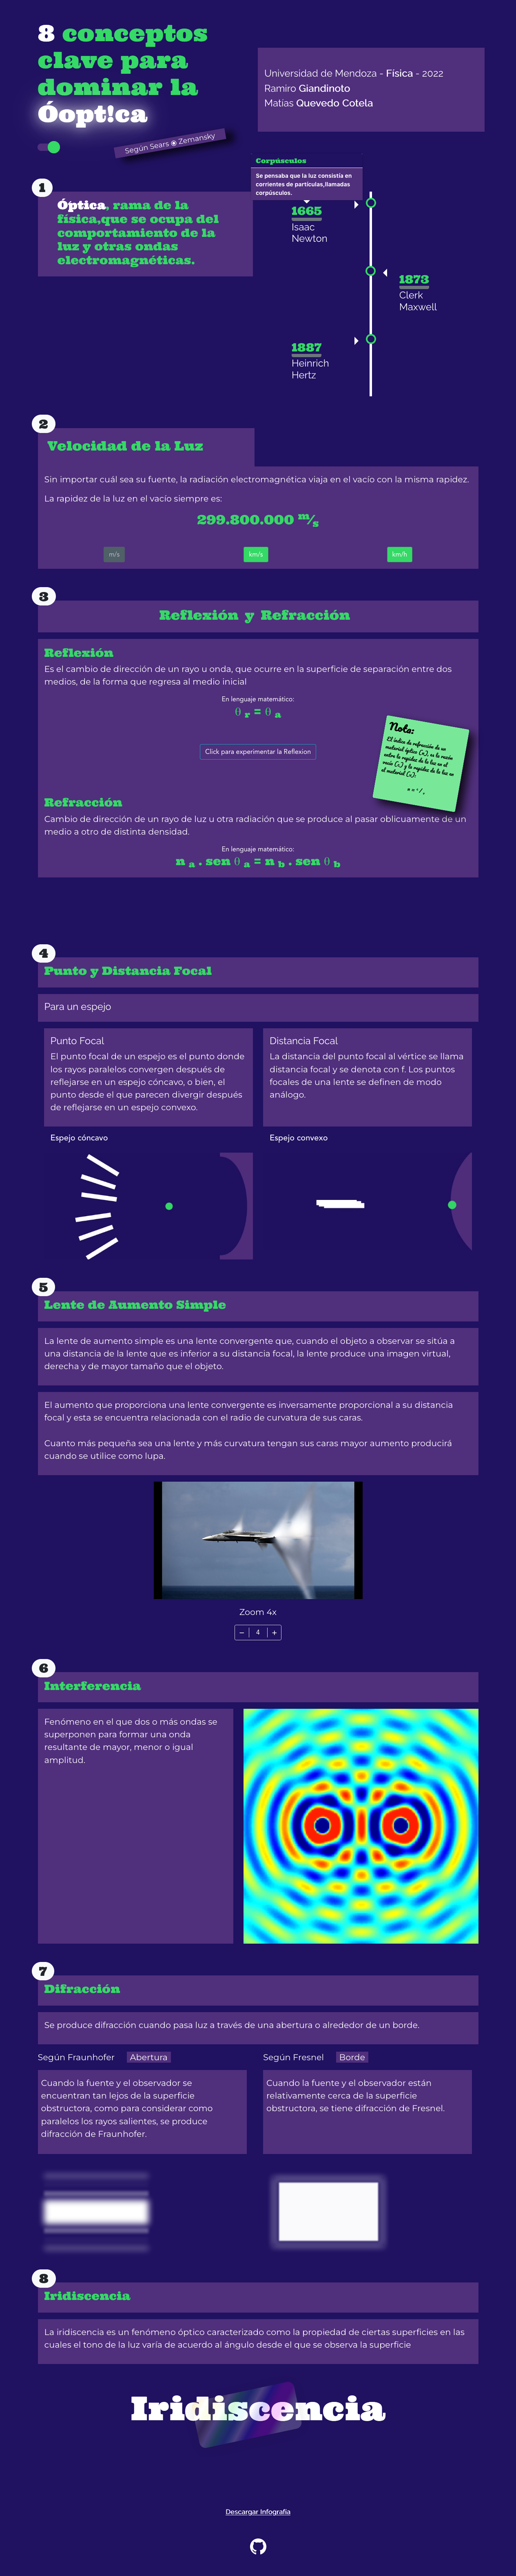 8 conceptos
clave para
dominar la
Óopt!ca
Según Sears ◉ Zemansky
Universidad de Mendoza - Física - 2022
Ramiro Giandinoto
Matías Quevedo Cotela
1
Óptica, rama de la
física,que se ocupa del
comportamiento de la
luz y otras ondas
electromagnéticas.
Corpúsculos
Se pensaba que la luz consistía en
corrientes de partículas,llamadas
corpúsculos.
1665
Isaac
Newton
1873
Clerk
Maxwell
1887
Heinrich
Hertz
2
Velocidad de la Luz
Sin importar cuál sea su fuente, la radiación electromagnética viaja en el vacío con la misma rapidez.
La rapidez de la luz en el vacío siempre es:
299.800.000 m/s
m/s
km/s
km/h
3
Reflexión y Refracción
Reflexión
Es el cambio de dirección de un rayo u onda, que ocurre en la superficie de separación entre dos
medios, de la forma que regresa al medio inicial
En lenguaje matemático:
θ r = θ a
Click para experimentar la Reflexion
Nota:
El índice de refracción de un
material óptico (n), es la razón
entre la rapidez de la luz en el
vacío (c) y la rapidez de la luz en
el material (v):
Refracción
Cambio de dirección de un rayo de luz u otra radiación que se produce al pasar oblicuamente de un
medio a otro de distinta densidad.
En lenguaje matemático:
n a . sen θ a = n b . sen θ b
4
Punto y Distancia Focal
Para un espejo
Punto Focal
El punto focal de un espejo es el punto donde
los rayos paralelos convergen después de
reflejarse en un espejo cóncavo, o bien, el
punto desde el que parecen divergir después
de reflejarse en un espejo convexo.
Distancia Focal
La distancia del punto focal al vértice se llama
distancia focal y se denota con f. Los puntos
focales de una lente se definen de modo
análogo.
Espejo cóncavo
Espejo convexo
5
Lente de Aumento Simple
La lente de aumento simple es una lente convergente que, cuando el objeto a observar se sitúa a
una distancia de la lente que es inferior a su distancia focal, la lente produce una imagen virtual,
derecha y de mayor tamaño que el objeto.
El aumento que proporciona una lente convergente es inversamente proporcional a su distancia
focal y esta se encuentra relacionada con el radio de curvatura de sus caras.
Cuanto más pequeña sea una lente y más curvatura tengan sus caras mayor aumento producirá
cuando se utilice como lupa.
Zoom 4x
− 4 +
6
Interferencia
Fenómeno en el que dos o más ondas se
superponen para formar una onda
resultante de mayor, menor o igual
amplitud.
7
Difracción
Se produce difracción cuando pasa luz a través de una abertura o alrededor de un borde.
Según Fraunhofer Abertura
Cuando la fuente y el observador se
encuentran tan lejos de la superficie
obstructora, como para considerar como
paralelos los rayos salientes, se produce
difracción de Fraunhofer.
Según Fresnel Borde
Cuando la fuente y el observador están
relativamente cerca de la superficie
obstructora, se tiene difracción de Fresnel.
8
Iridiscencia
La iridiscencia es un fenómeno óptico caracterizado como la propiedad de ciertas superficies en las
cuales el tono de la luz varía de acuerdo al ángulo desde el que se observa la superficie
Iridiscencia
Descargar Infografía